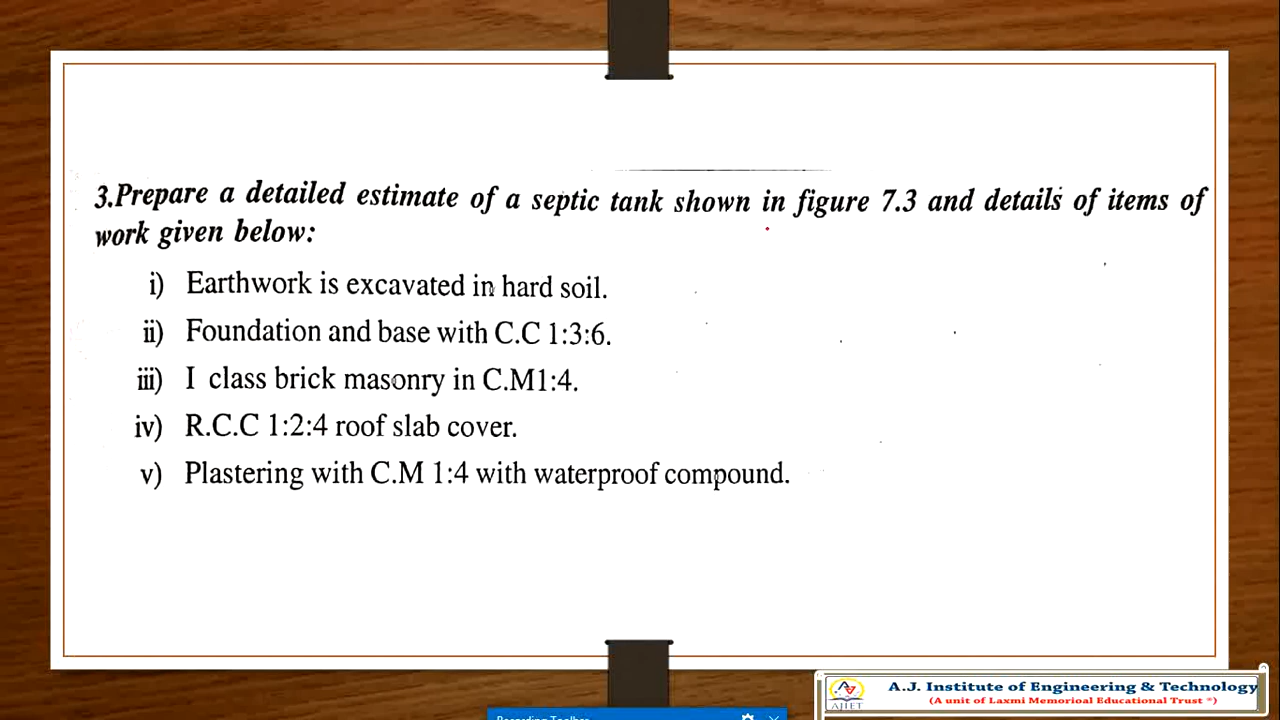 3.Prepare a detailed estimate of a septic tank shown in figure 7.3 and details of items of
work given below:
i) Earthwork is excavated in hard soil.
ii) Foundation and base with C.C 1:3:6.
iii) I class brick masonry in C.M1:4.
iv) R.C.C 1:2:4 roof slab cover.
v) Plastering with C.M 1:4 with waterproof compound.
A.J. Institute of Engineering & Technology
(A unit of Laxmi Memorioal Educational Trust ®)
AJIET